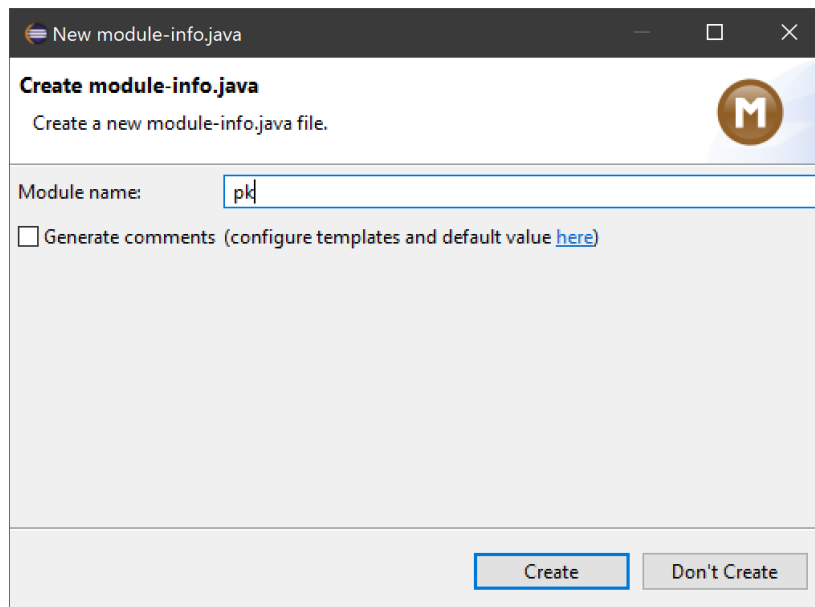 New module-info.java
Create module-info.java
Create a new module-info.java file.
M
Module name: pk
Generate comments (configure templates and default value here)
Create Don't Create